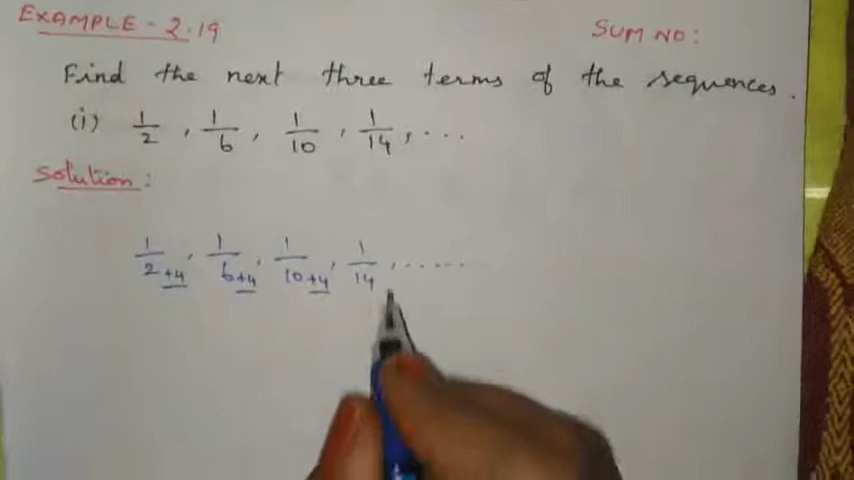 EXAMPLE - 2.19 SUM NO:
Find the next three terms of the sequences.
(i) 1/2, 1/6, 1/10, 1/14, ...
Solution:
1/2+4, 1/6+4, 1/10+4, 1/14, ......